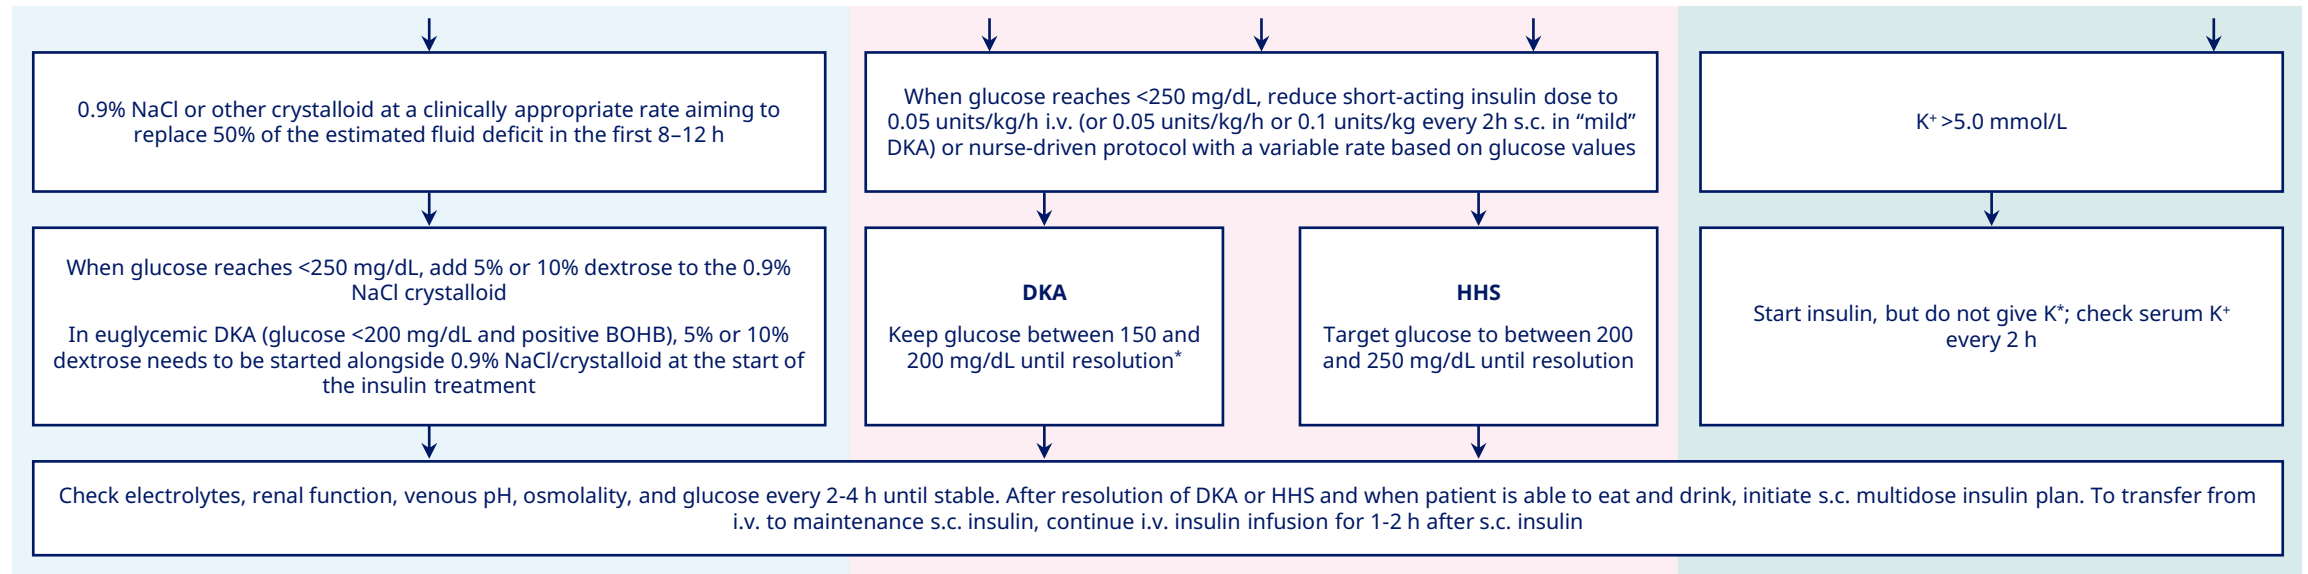 0.9% NaCl or other crystalloid at a clinically appropriate rate aiming to
replace 50% of the estimated fluid deficit in the first 8–12 h
When glucose reaches <250 mg/dL, reduce short-acting insulin dose to
0.05 units/kg/h i.v. (or 0.05 units/kg/h or 0.1 units/kg every 2h s.c. in “mild”
DKA) or nurse-driven protocol with a variable rate based on glucose values
K⁺ >5.0 mmol/L
When glucose reaches <250 mg/dL, add 5% or 10% dextrose to the 0.9%
NaCl crystalloid
In euglycemic DKA (glucose <200 mg/dL and positive BOHB), 5% or 10%
dextrose needs to be started alongside 0.9% NaCl/crystalloid at the start of
the insulin treatment
DKA
Keep glucose between 150 and
200 mg/dL until resolution*
HHS
Target glucose to between 200
and 250 mg/dL until resolution
Start insulin, but do not give K*; check serum K⁺
every 2 h
Check electrolytes, renal function, venous pH, osmolality, and glucose every 2-4 h until stable. After resolution of DKA or HHS and when patient is able to eat and drink, initiate s.c. multidose insulin plan. To transfer from
i.v. to maintenance s.c. insulin, continue i.v. insulin infusion for 1-2 h after s.c. insulin